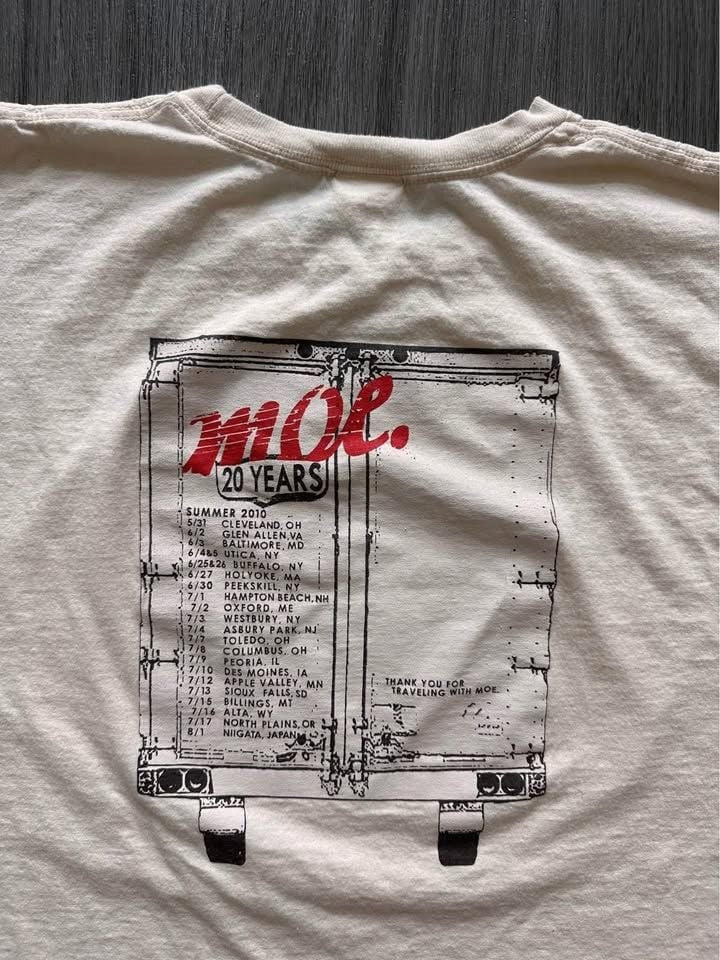 moe.
20 YEARS
SUMMER 2010
5/31 CLEVELAND, OH
6/2 GLEN ALLEN, VA
6/3 BALTIMORE, MD
6/4&5 UTICA, NY
6/25&26 BUFFALO, NY
6/27 HOLYOKE, MA
6/30 PEEKSKILL, NY
7/1 HAMPTON BEACH, NH
7/2 OXFORD, ME
7/3 WESTBURY, NY
7/4 ASBURY PARK, NJ
7/7 TOLEDO, OH
7/8 COLUMBUS, OH
7/9 PEORIA, IL
7/10 DES MOINES, IA
7/12 APPLE VALLEY, MN
7/13 SIOUX FALLS, SD
7/15 BILLINGS, MT
7/16 ALTA, WY
7/17 NORTH PLAINS, OR
8/1 NIIGATA, JAPAN
THANK YOU FOR
TRAVELING WITH MOE.